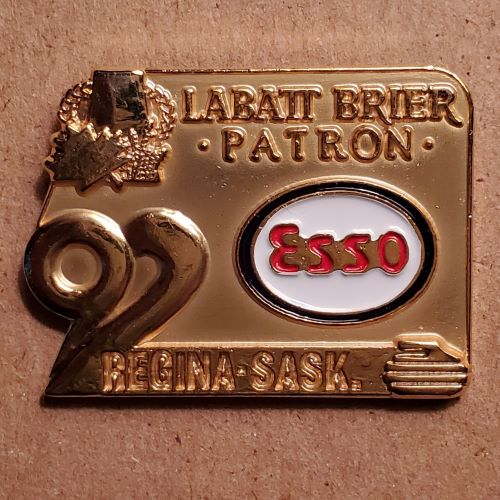 LABATT BRIER
· PATRON ·
Esso
92
REGINA-SASK.